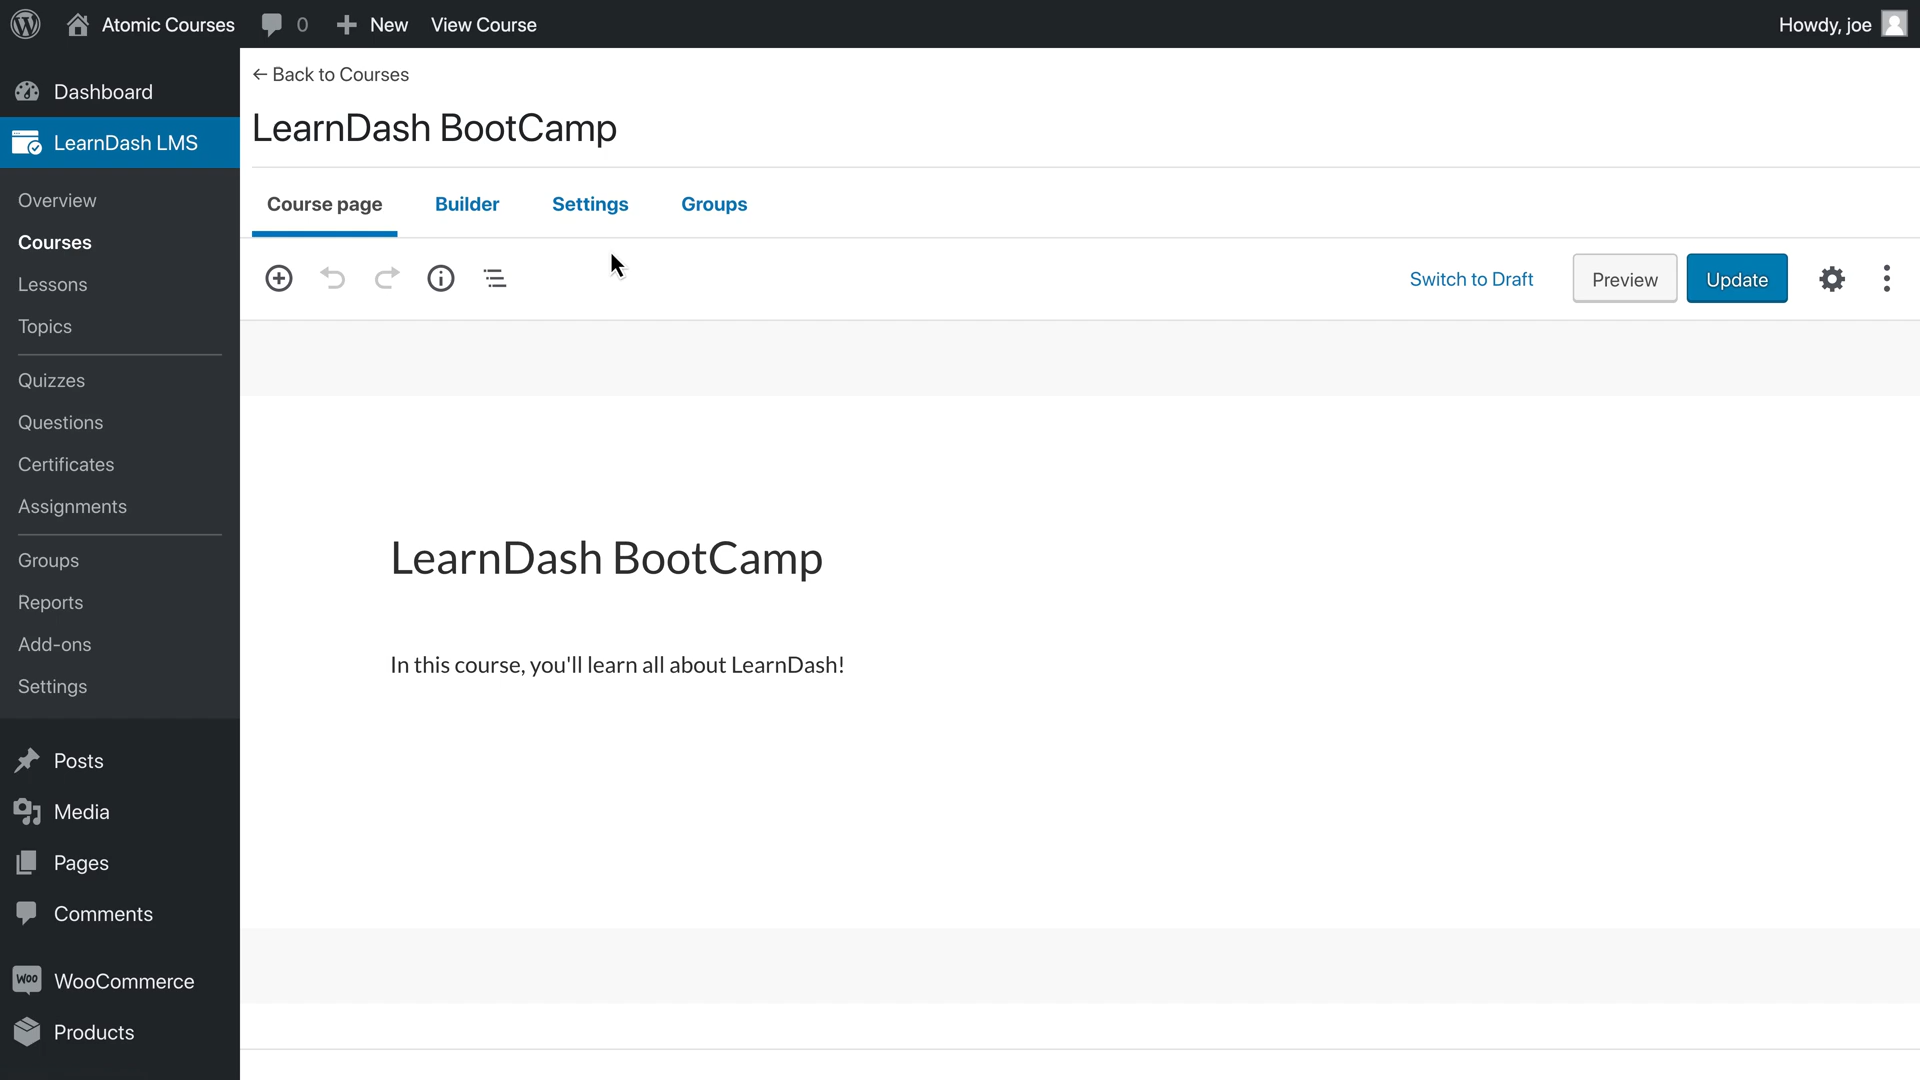 Atomic Courses 0 New View Course Howdy, joe
Dashboard
LearnDash LMS
Overview
Courses
Lessons
Topics
Quizzes
Questions
Certificates
Assignments
Groups
Reports
Add-ons
Settings
Posts
Media
Pages
Comments
Woo WooCommerce
Products
← Back to Courses
LearnDash BootCamp
Course page Builder Settings Groups
Switch to Draft Preview Update
LearnDash BootCamp
In this course, you'll learn all about LearnDash!